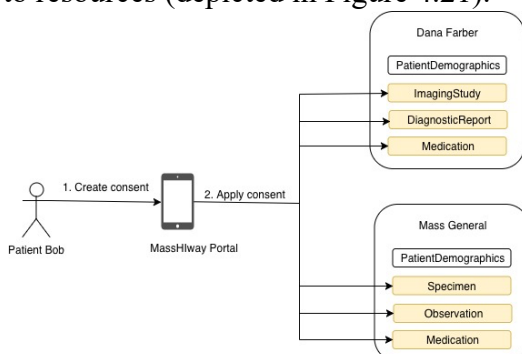 to resources (depicted in Figure 4.21).
Dana Farber
PatientDemographics
ImagingStudy
DiagnosticReport
Medication
1. Create consent
2. Apply consent
Patient Bob
MassHIway Portal
Mass General
PatientDemographics
Specimen
Observation
Medication